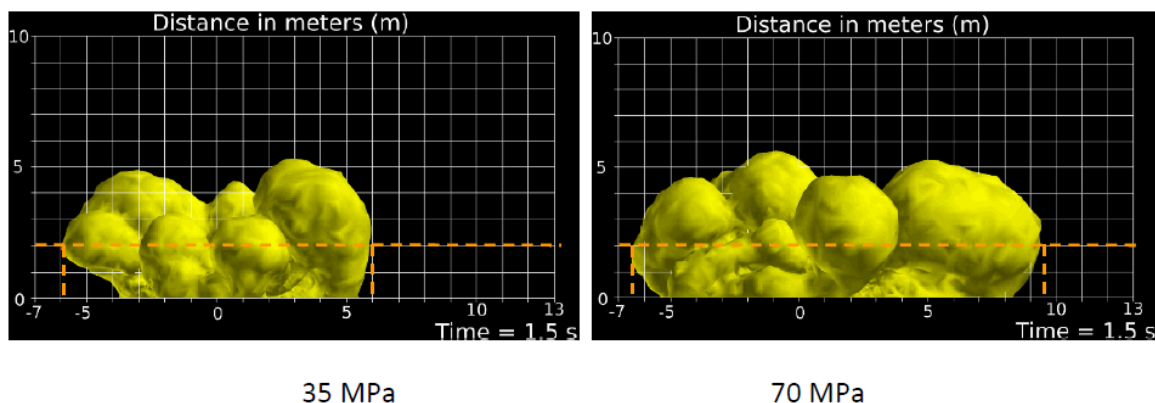 Distance in meters (m)
10
5
0
-7 -5 0 5 10 13
Time = 1.5 s
Distance in meters (m)
10
5
0
-7 -5 0 5 10 13
Time = 1.5 s
35 MPa
70 MPa